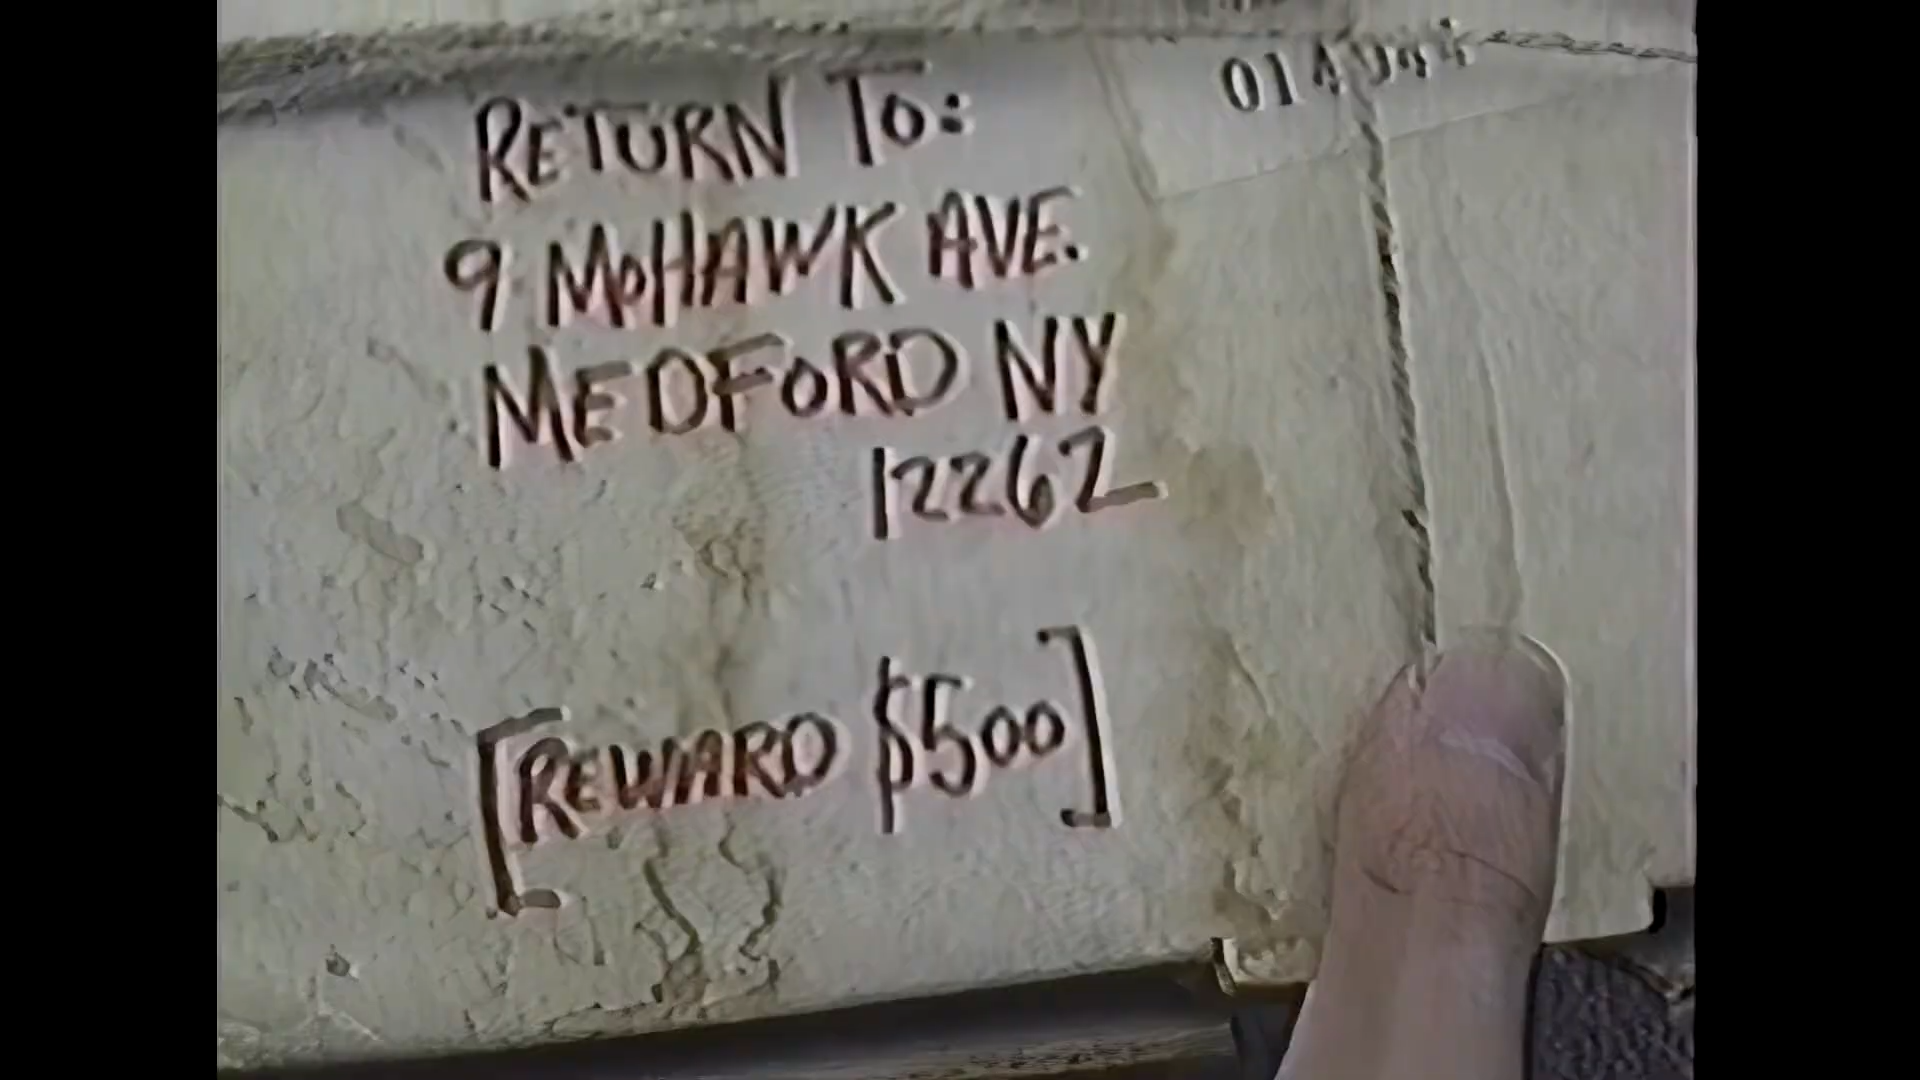 RETURN TO:
9 MOHAWK AVE.
MEDFORD NY
12262
[REWARD $500]